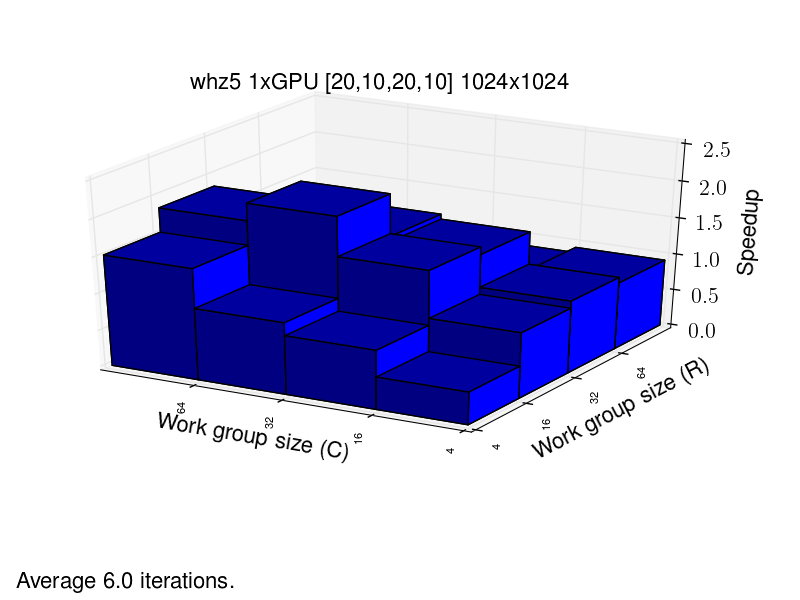 whz5 1xGPU [20,10,20,10] 1024x1024
2.5
2.0
1.5
1.0
0.5
0.0
Speedup
64
32
16
4
Work group size (C)
4
16
32
64
Work group size (R)
Average 6.0 iterations.